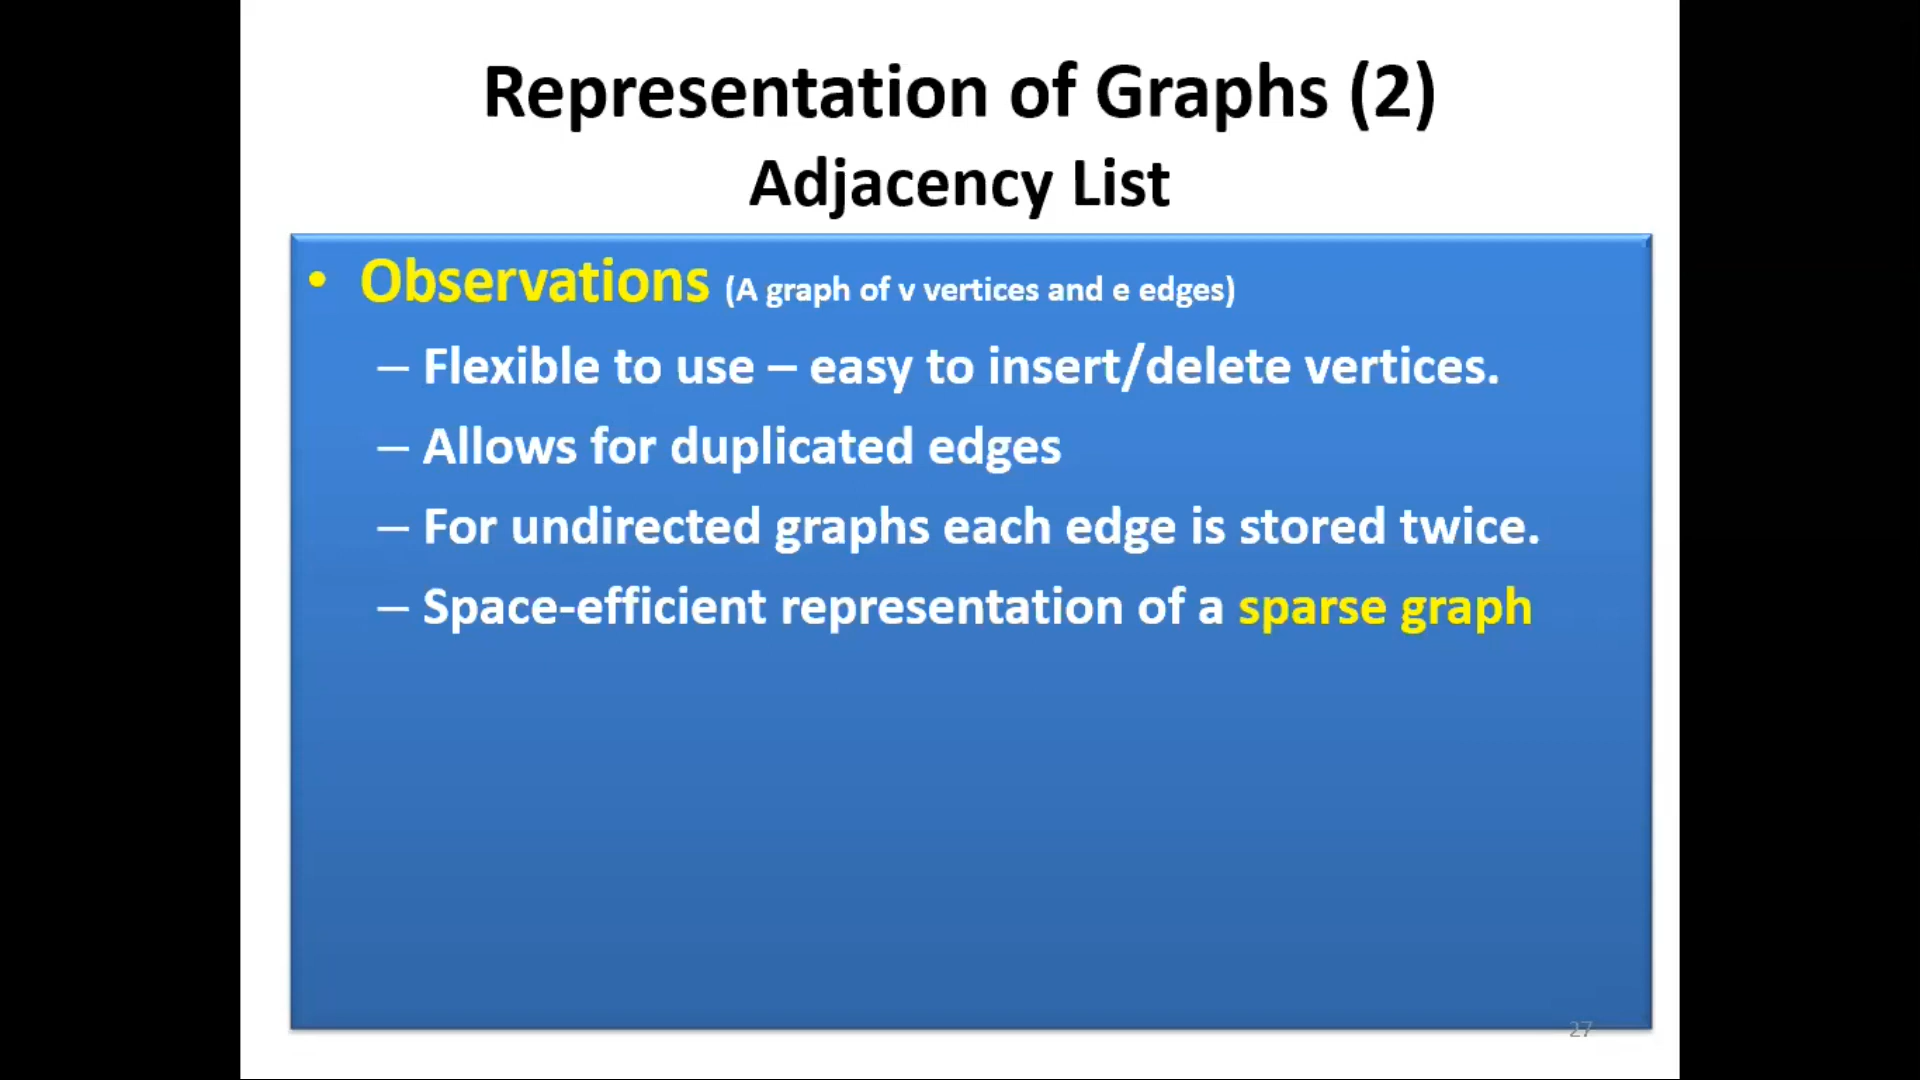 Representation of Graphs (2)
Adjacency List
• Observations (A graph of v vertices and e edges)
– Flexible to use – easy to insert/delete vertices.
– Allows for duplicated edges
– For undirected graphs each edge is stored twice.
– Space-efficient representation of a sparse graph
27